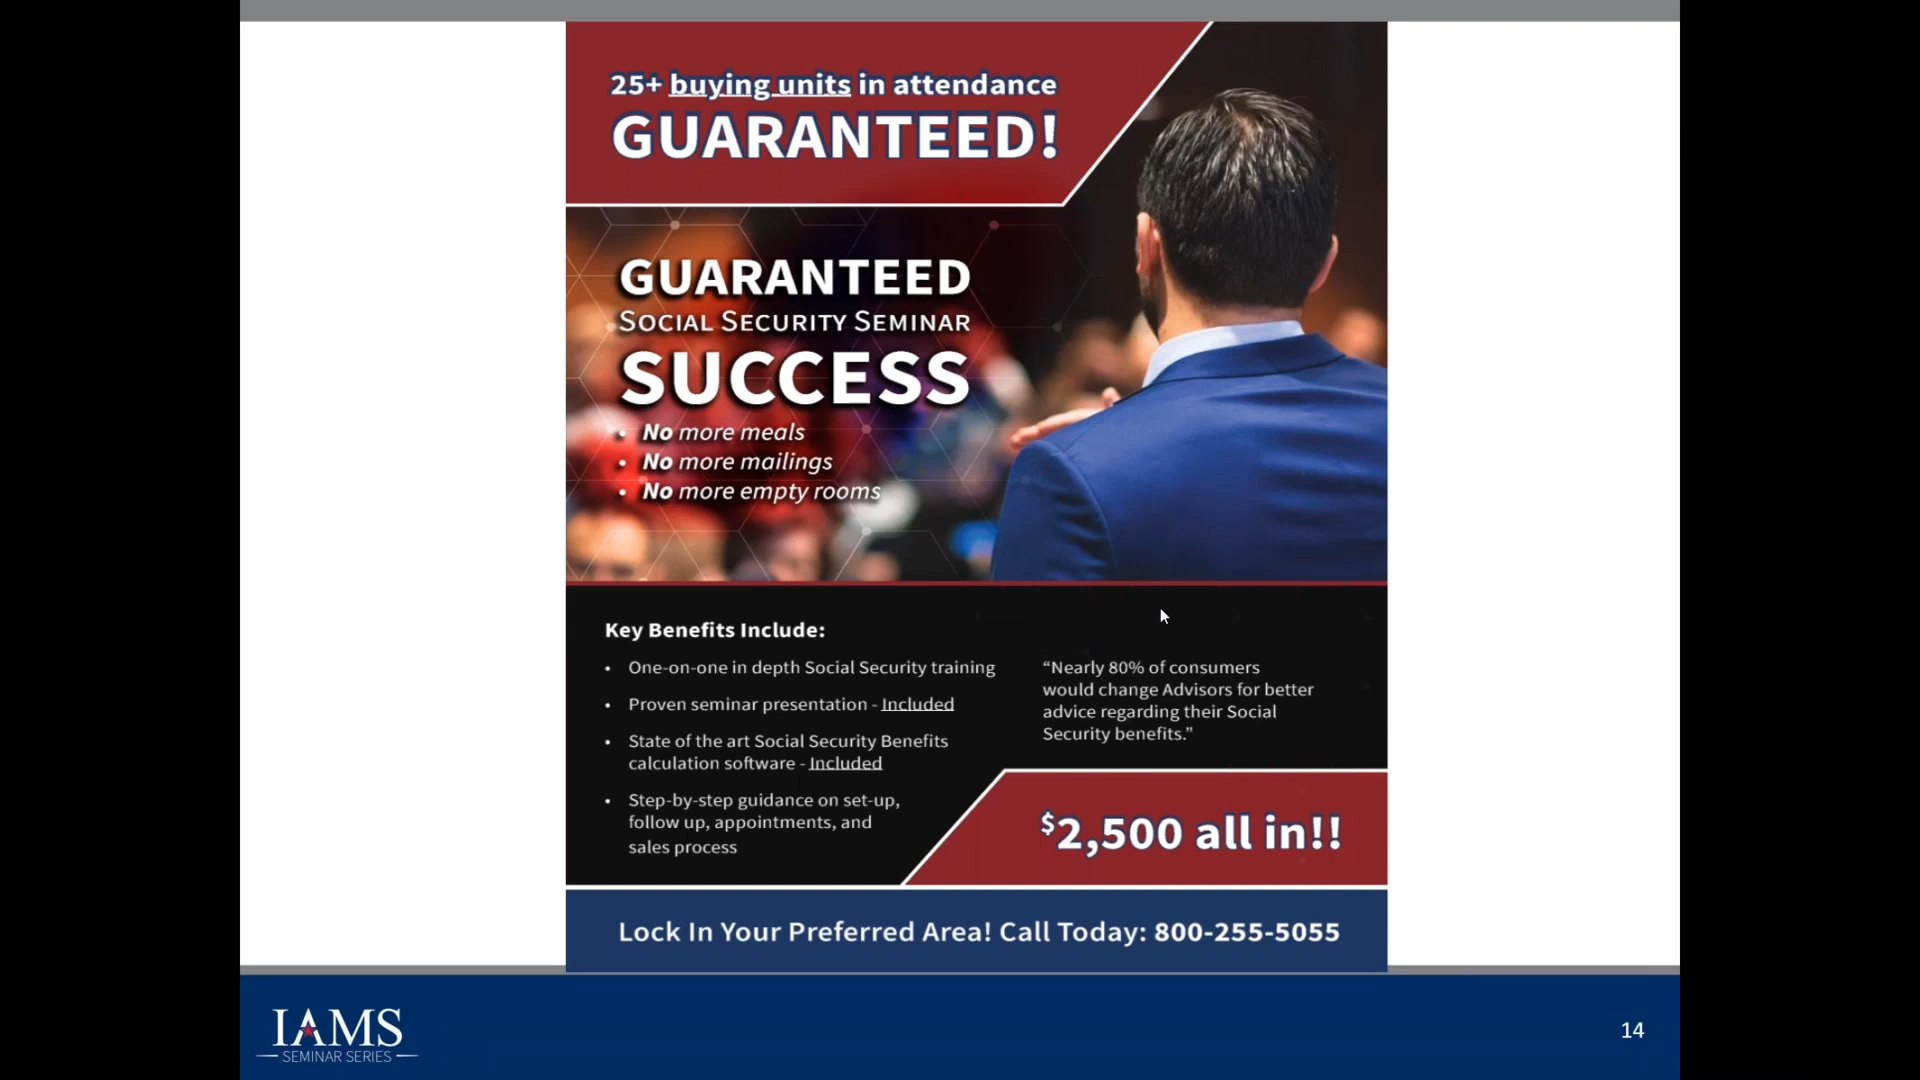 25+ buying units in attendance
GUARANTEED!
GUARANTEED
SOCIAL SECURITY SEMINAR
SUCCESS
• No more meals
• No more mailings
• No more empty rooms
Key Benefits Include:
• One-on-one in depth Social Security training
• Proven seminar presentation - Included
• State of the art Social Security Benefits
calculation software - Included
• Step-by-step guidance on set-up,
follow up, appointments, and
sales process
“Nearly 80% of consumers
would change Advisors for better
advice regarding their Social
Security benefits.”
$2,500 all in!!
Lock In Your Preferred Area! Call Today: 800-255-5055
IAMS
SEMINAR SERIES
14